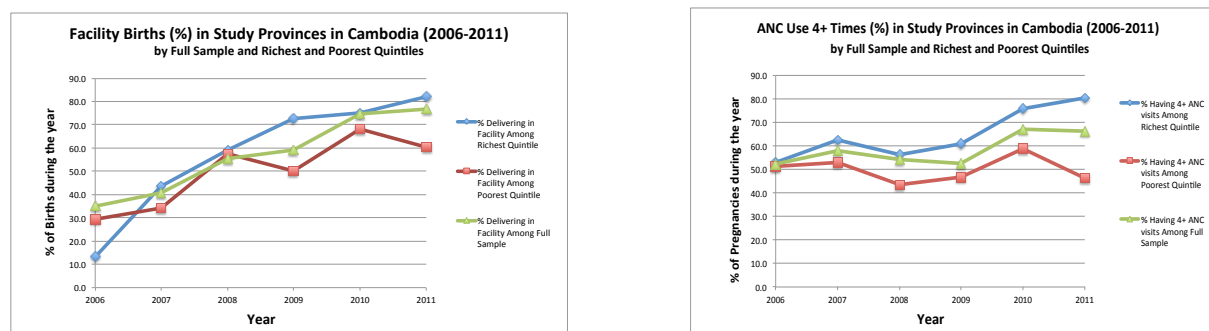 Facility Births (%) in Study Provinces in Cambodia (2006-2011)
by Full Sample and Richest and Poorest Quintiles
% of Births during the year
90.0
80.0
70.0
60.0
50.0
40.0
30.0
20.0
10.0
0.0
2006
2007
2008
2009
2010
2011
Year
% Delivering in
Facility Among
Richest Quintile
% Delivering in
Facility Among
Poorest Quintile
% Delivering in
Facility Among Full
Sample
ANC Use 4+ Times (%) in Study Provinces in Cambodia (2006-2011)
by Full Sample and Richest and Poorest Quintiles
% of Pregnancies during the year
90.0
80.0
70.0
60.0
50.0
40.0
30.0
20.0
10.0
0.0
2006
2007
2008
2009
2010
2011
Year
% Having 4+ ANC
visits Among
Richest Quintile
% Having 4+ ANC
visits Among
Poorest Quintile
% Having 4+ ANC
visits Among Full
Sample